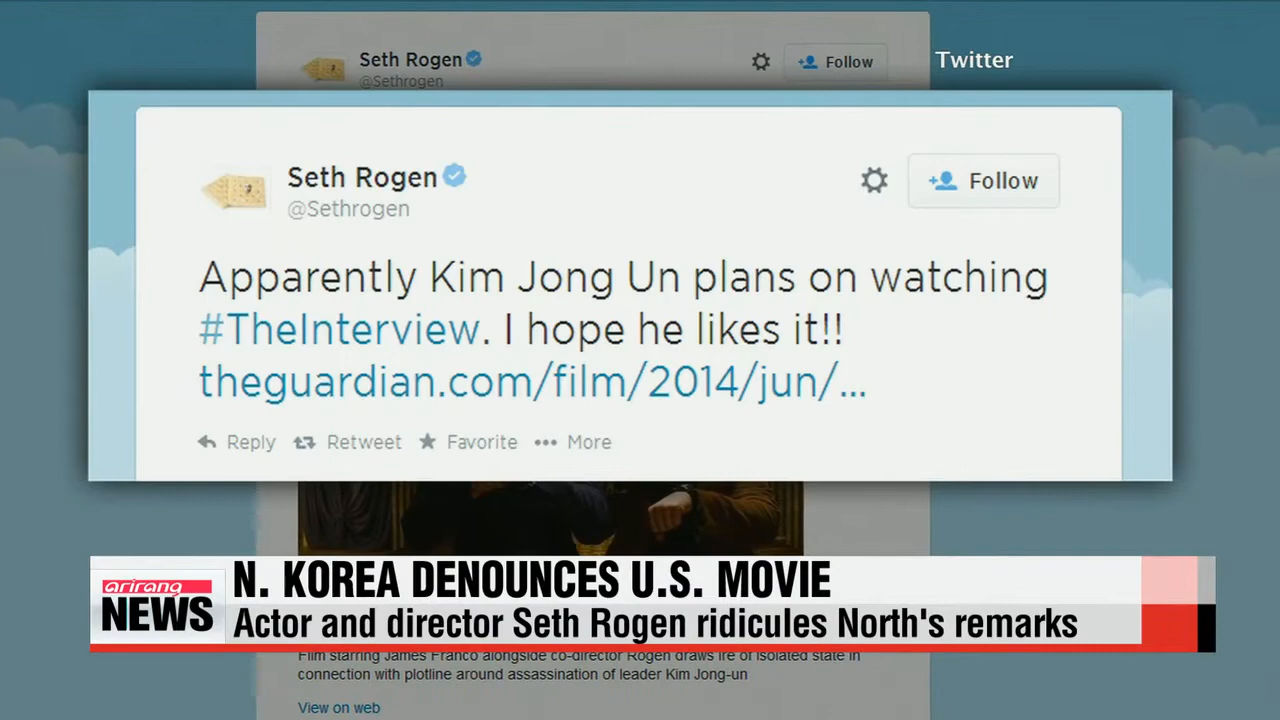 Seth Rogen
@Sethrogen
Follow
Twitter
Seth Rogen
@Sethrogen
Follow
Apparently Kim Jong Un plans on watching
#TheInterview. I hope he likes it!!
theguardian.com/film/2014/jun/...
Reply Retweet Favorite More
arirang
NEWS
N. KOREA DENOUNCES U.S. MOVIE
Actor and director Seth Rogen ridicules North's remarks
Film starring James Franco alongside co-director Rogen draws ire of isolated state in
connection with plotline around assassination of leader Kim Jong-un
View on web